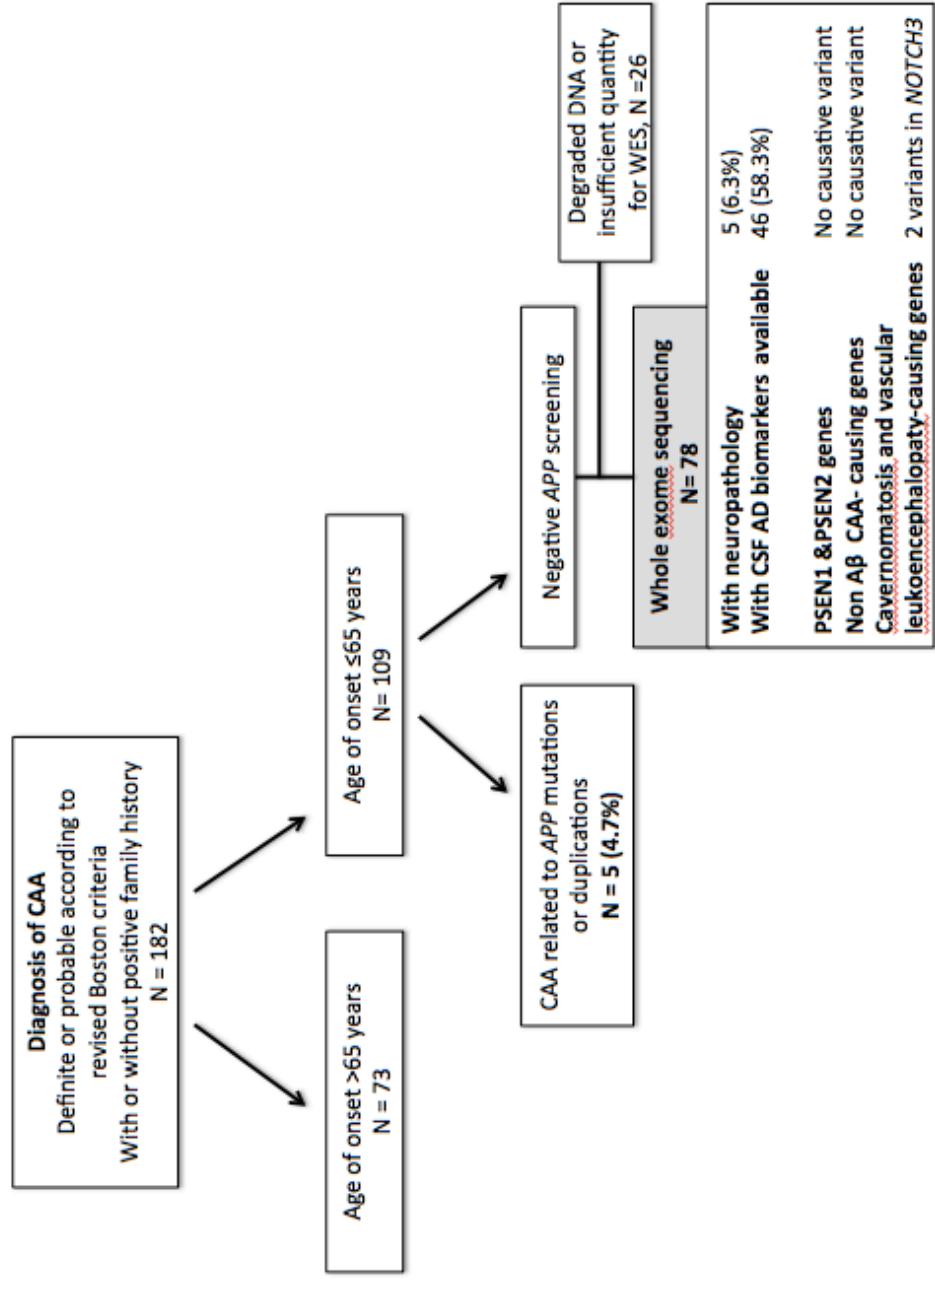 Diagnosis of CAA
Definite or probable according to
revised Boston criteria
With or without positive family history
N = 182
Age of onset >65 years
N = 73
Age of onset ≤65 years
N= 109
CAA related to APP mutations
or duplications
N = 5 (4.7%)
Negative APP screening
Degraded DNA or
insufficient quantity
for WES, N =26
Whole exome sequencing
N= 78
With neuropathology 5 (6.3%)
With CSF AD biomarkers available 46 (58.3%)
PSEN1 &PSEN2 genes No causative variant
Non Aβ CAA- causing genes No causative variant
Cavernomatosis and vascular
leukoencephalopaty-causing genes 2 variants in NOTCH3